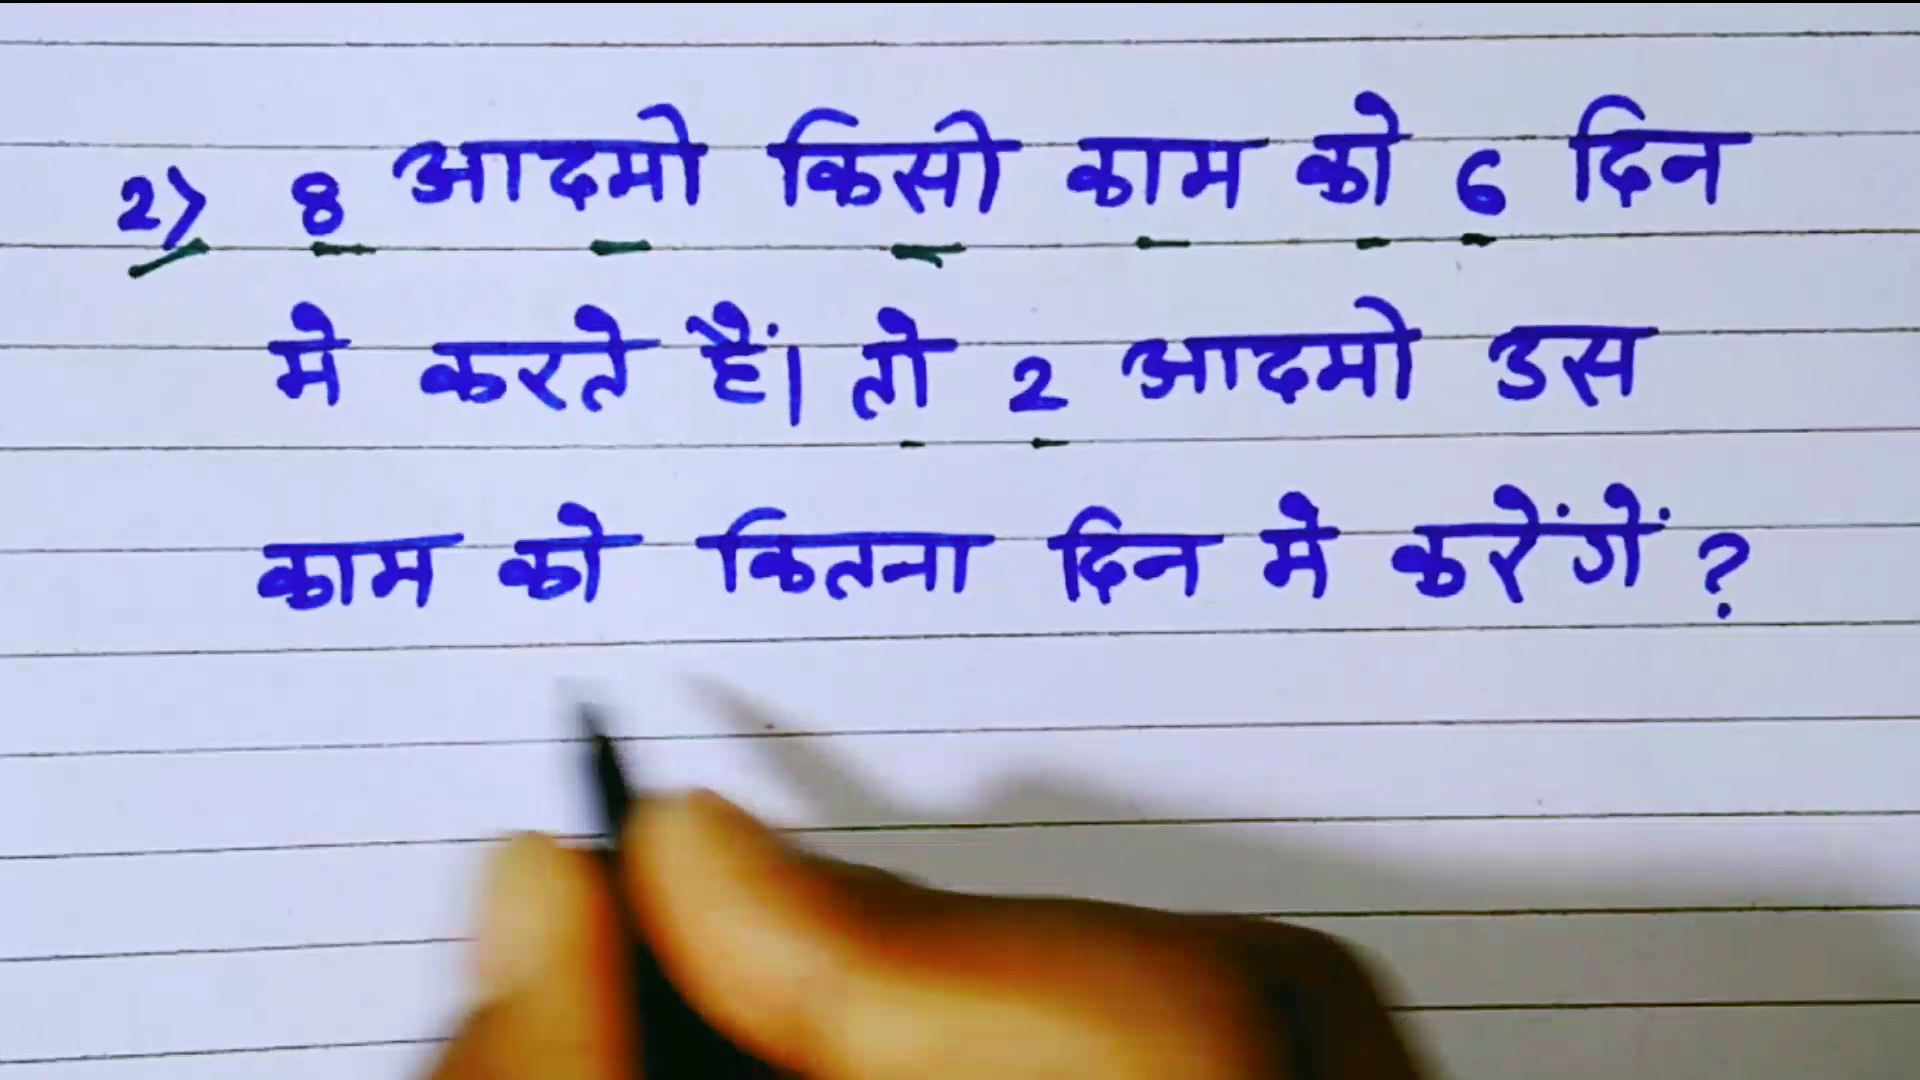 2) 8 आदमी किसी काम को 6 दिन
मे करते हैं। तो 2 आदमी उस
काम को कितना दिन मे करेंगें ?